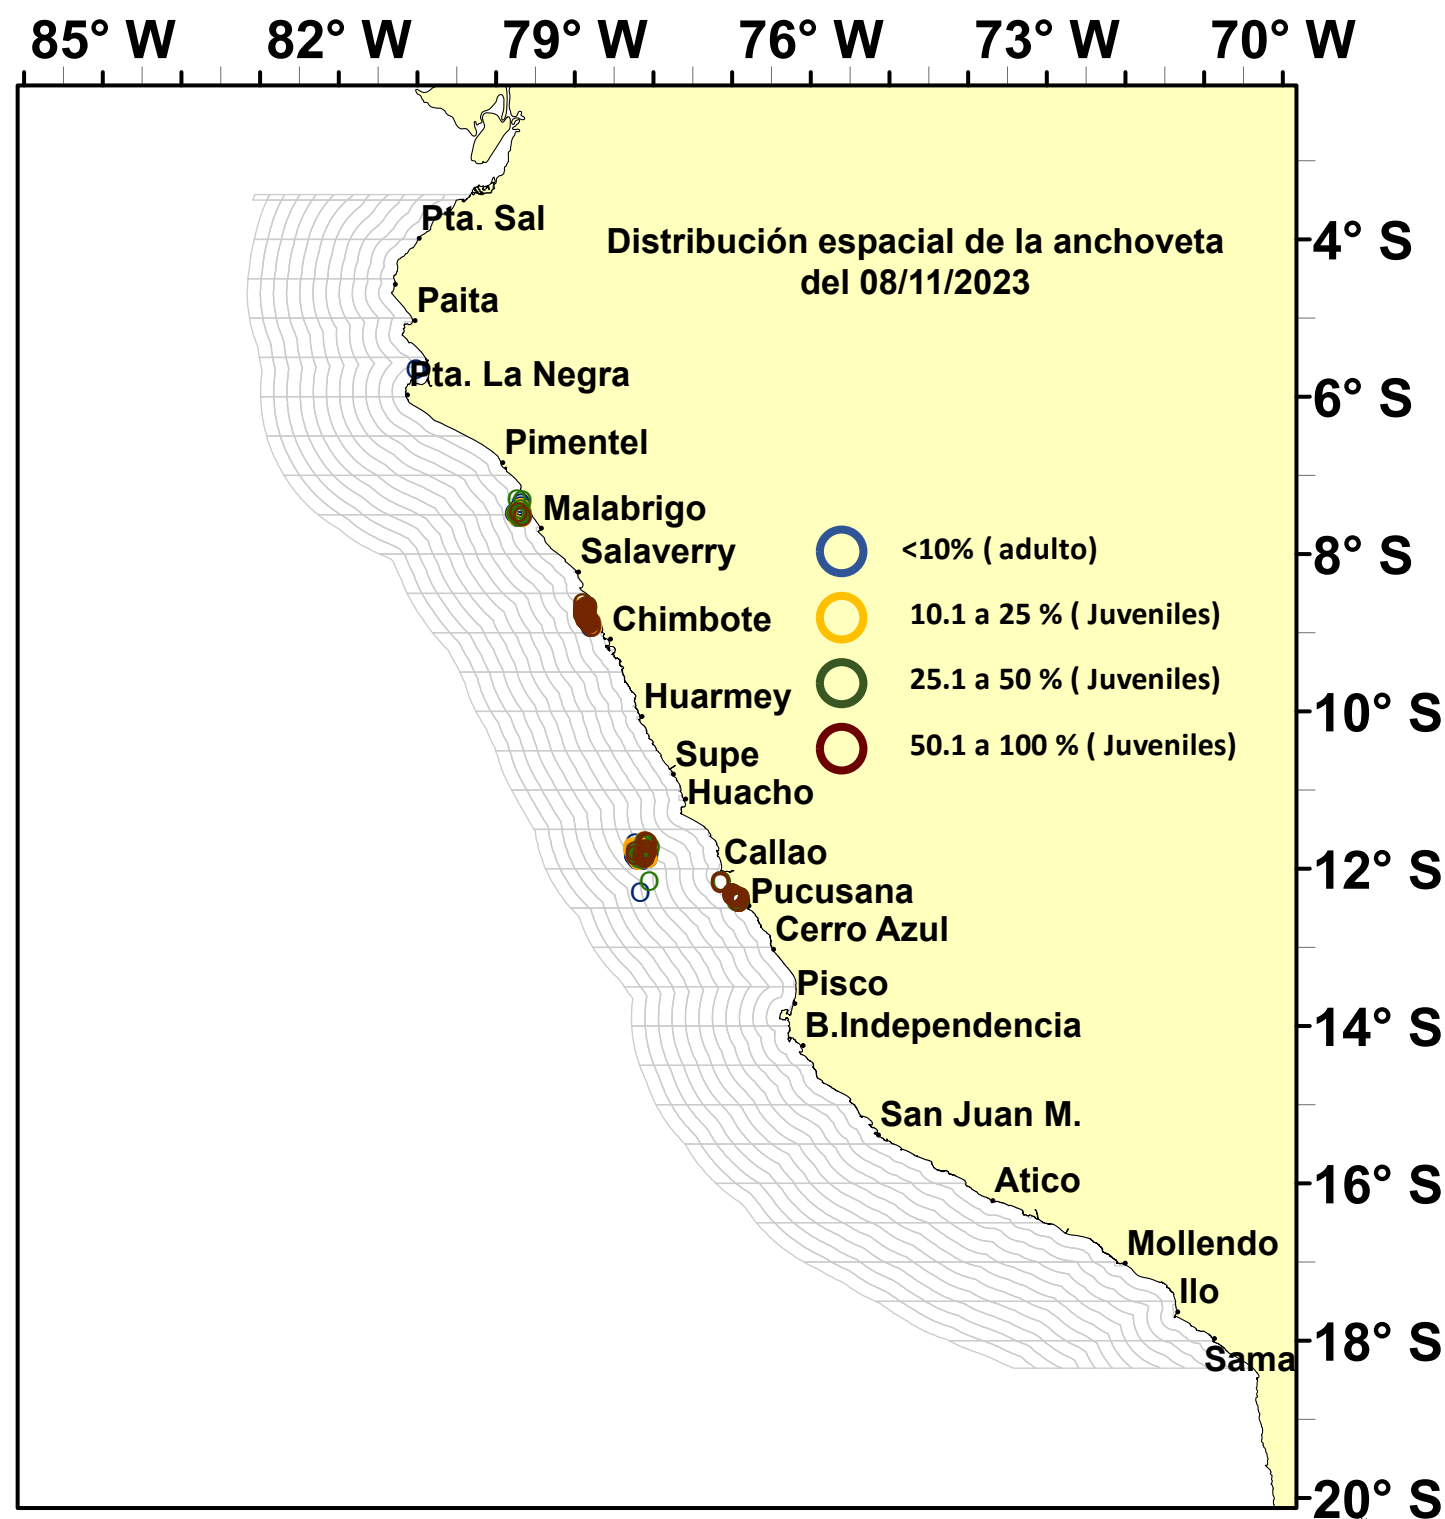 85° W 82° W 79° W 76° W 73° W 70° W
Pta. Sal
Distribución espacial de la anchoveta
del 08/11/2023
4° S
Paita
Pta. La Negra
6° S
Pimentel
Malabrigo
Salaverry
<10% ( adulto)
8° S
Chimbote
10.1 a 25 % ( Juveniles)
Huarmey
25.1 a 50 % ( Juveniles)
10° S
Supe
50.1 a 100 % ( Juveniles)
Huacho
Callao
12° S
Pucusana
Cerro Azul
Pisco
B.Independencia
14° S
San Juan M.
Atico
16° S
Mollendo
Ilo
18° S
Sama
20° S